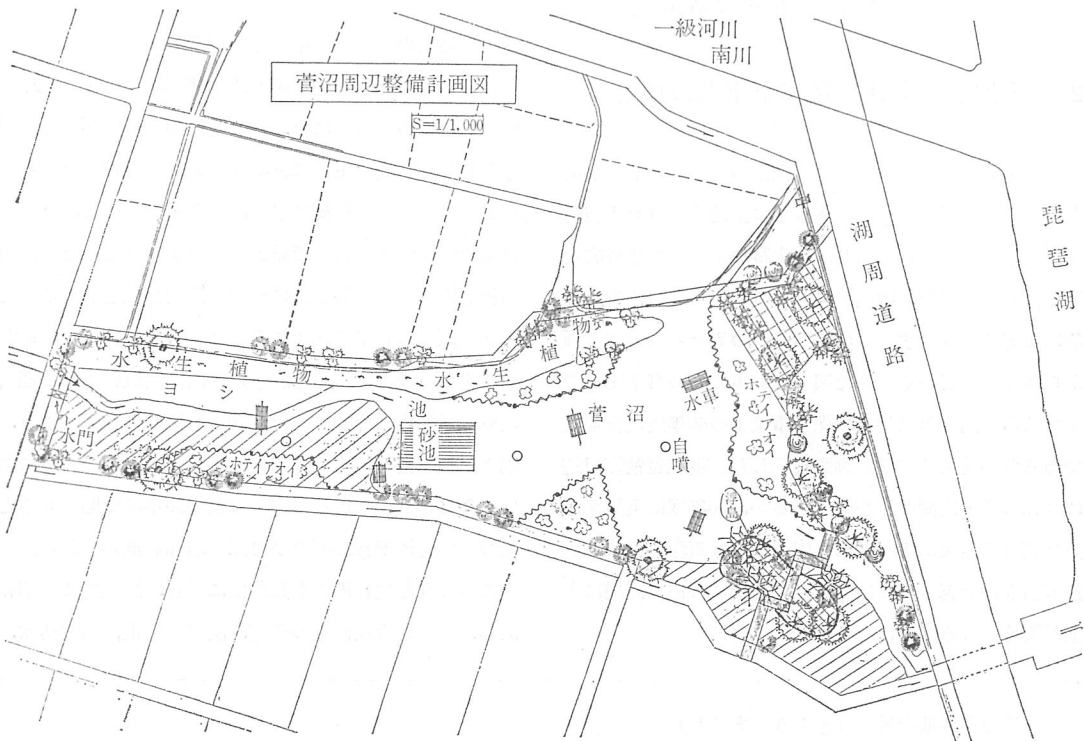 一級河川
南川
菅沼周辺整備計画図
S=1/1.000
琵琶湖
湖周道路
水生植物
水生植物
ヨシ
池
菅沼
水車
ホテイアオイ
水門
砂池
自噴
ホテイアオイ
浮島